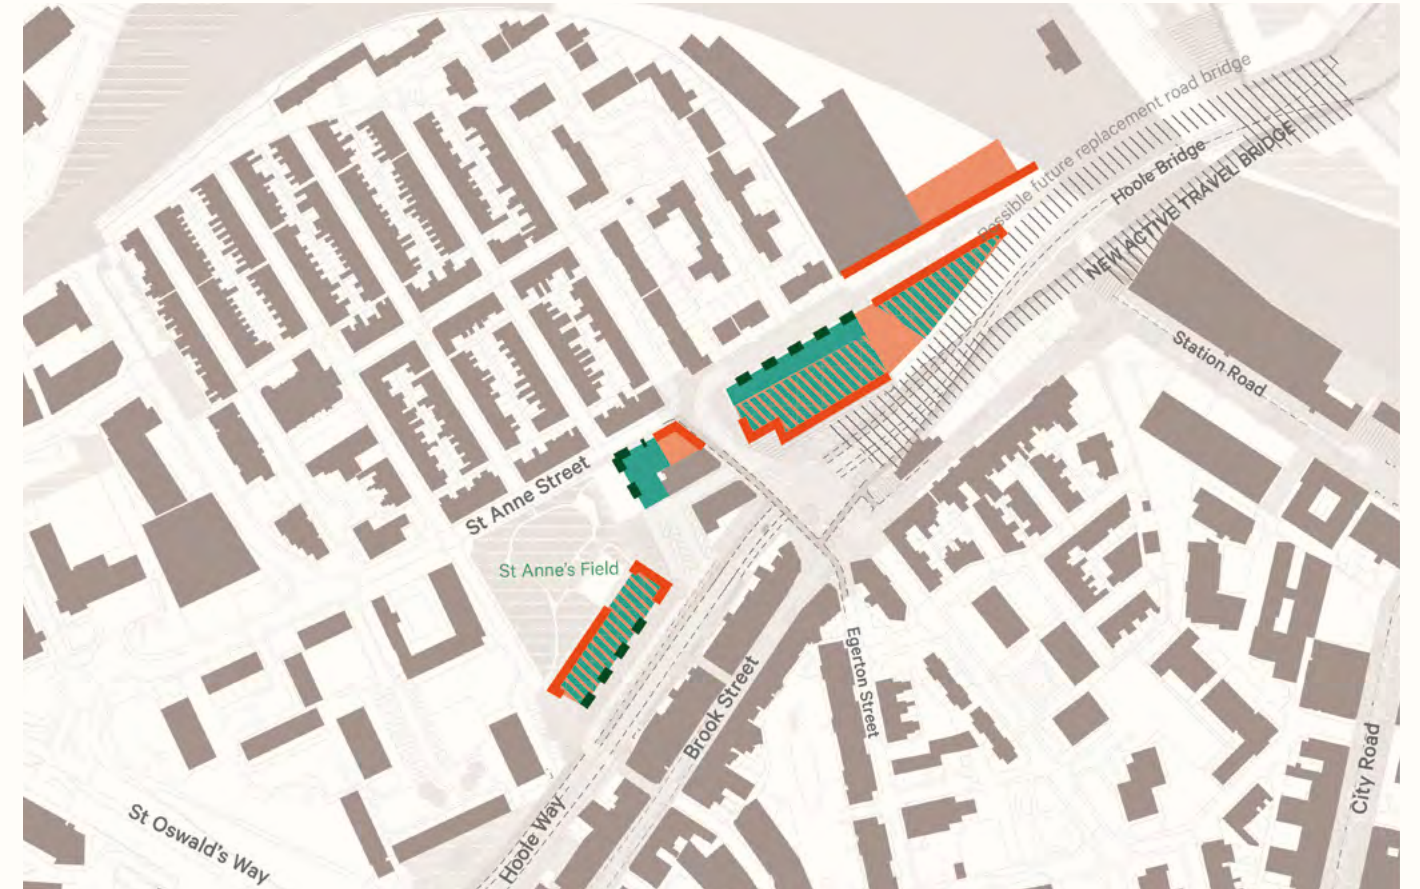 Possible future replacement road bridge
Hoole Bridge
NEW ACTIVE TRAVEL BRIDGE
Station Road
St Anne Street
St Anne's Field
Egerton Street
Brook Street
City Road
St Oswald's Way
Hoole Way